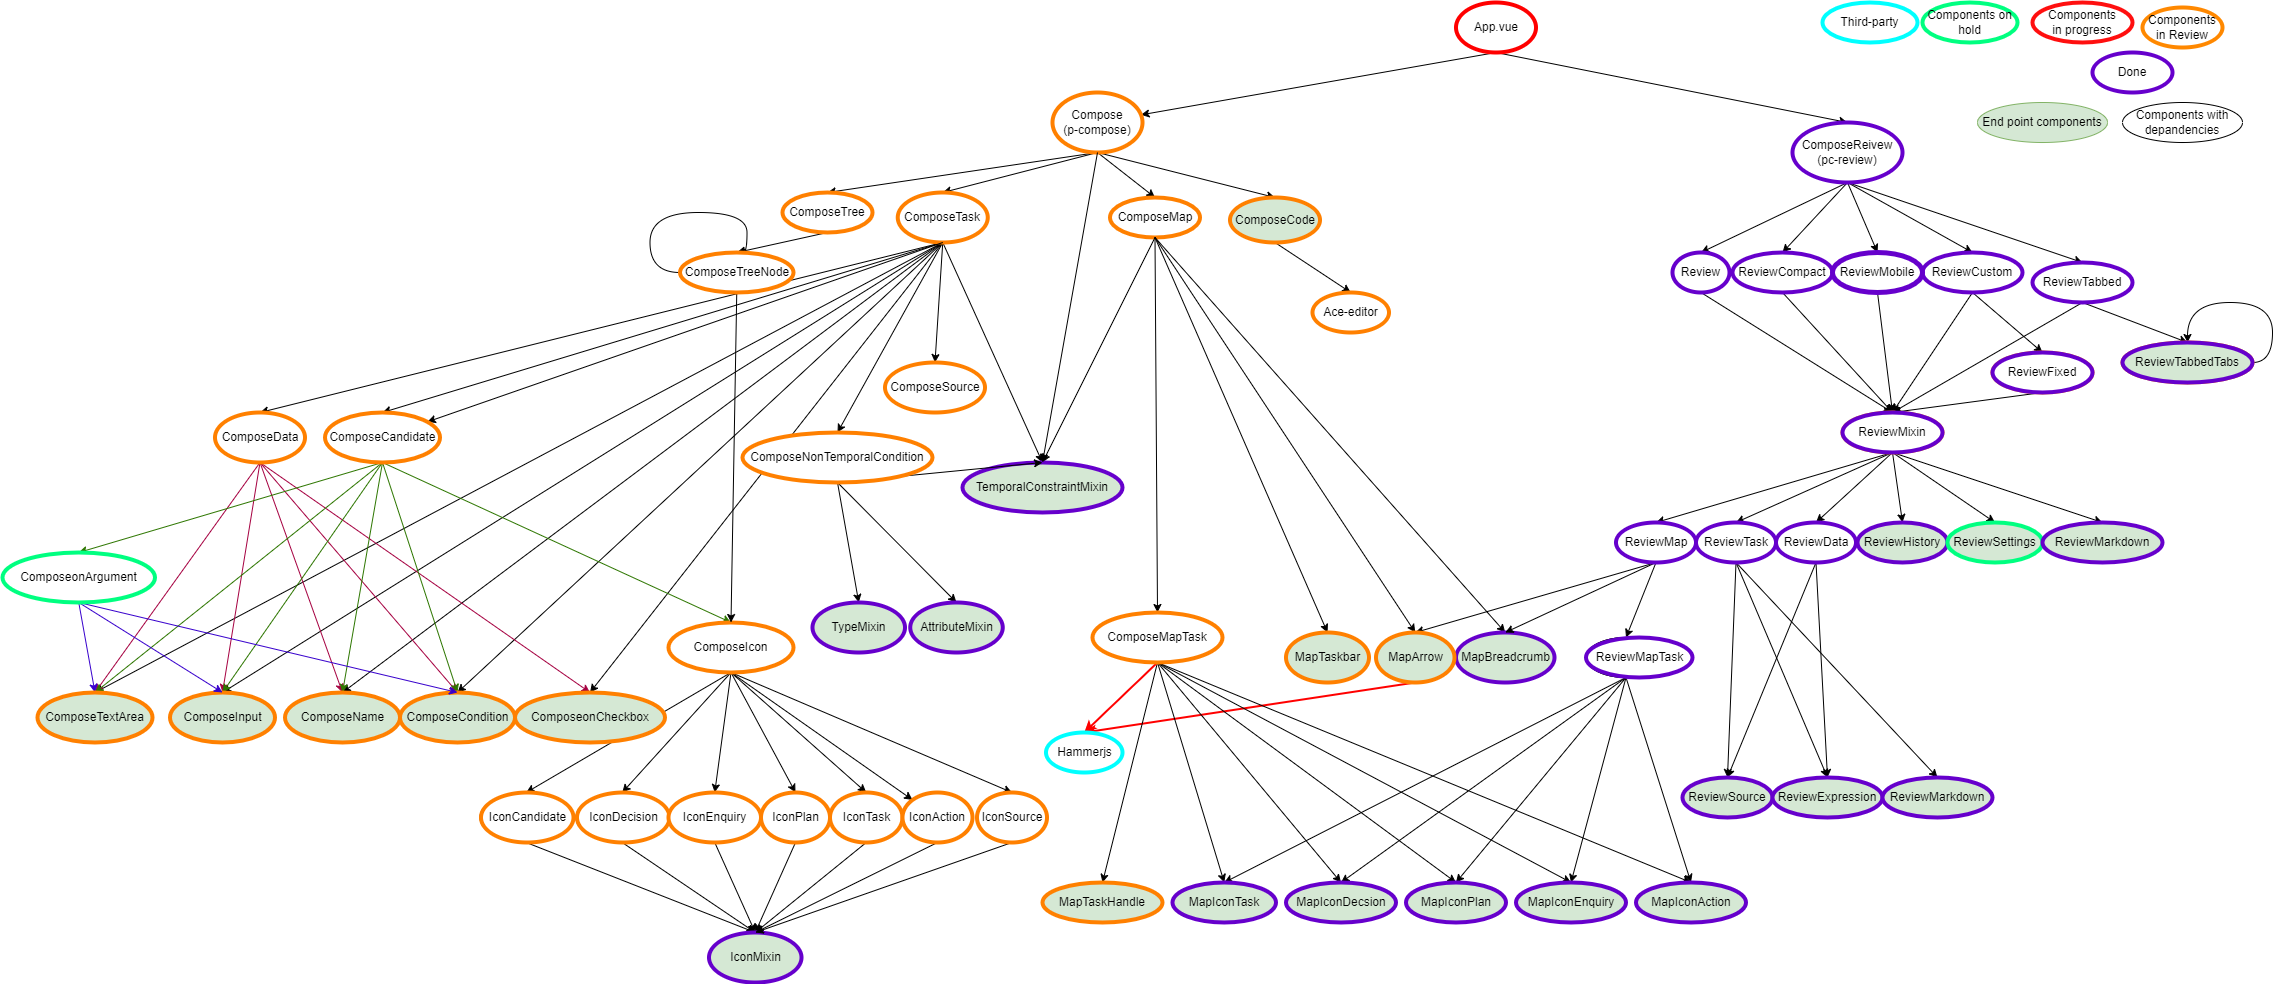 App.vue
Third-party
Components on
hold
Components
in progress
Components
in Review
Done
End point components
Components with
depandencies
Compose
(p-compose)
ComposeReivew
(pc-review)
ComposeTree
ComposeTask
ComposeMap
ComposeCode
ComposeTreeNode
Review
ReviewCompact
ReviewMobile
ReviewCustom
ReviewTabbed
Ace-editor
ComposeSource
ReviewFixed
ReviewTabbedTabs
ComposeData
ComposeCandidate
ComposeNonTemporalCondition
TemporalConstraintMixin
ReviewMixin
ReviewMap
ReviewTask
ReviewData
ReviewHistory
ReviewSettings
ReviewMarkdown
ComposeonArgument
TypeMixin
AttributeMixin
ComposeIcon
ComposeMapTask
MapTaskbar
MapArrow
MapBreadcrumb
ReviewMapTask
ComposeTextArea
ComposeInput
ComposeName
ComposeCondition
ComposeonCheckbox
Hammerjs
ReviewSource
ReviewExpression
ReviewMarkdown
IconCandidate
IconDecision
IconEnquiry
IconPlan
IconTask
IconAction
IconSource
MapTaskHandle
MapIconTask
MapIconDecsion
MapIconPlan
MapIconEnquiry
MapIconAction
IconMixin